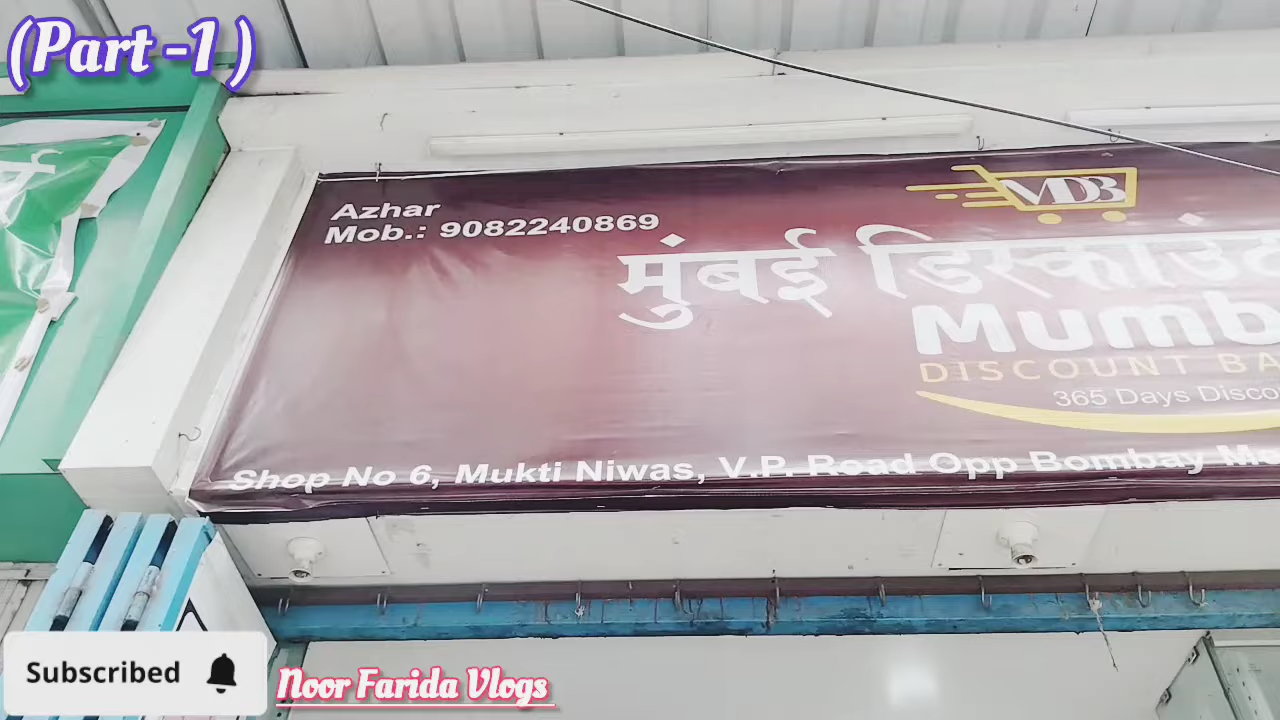 (Part -1)
Azhar
Mob.: 9082240869
MDB
मुंबई डिस्काउंट
Mumb
DISCOUNT BA
365 Days Disco
Shop No 6, Mukti Niwas, V.P. Road Opp Bombay Me
Subscribed
Noor Farida Vlogs